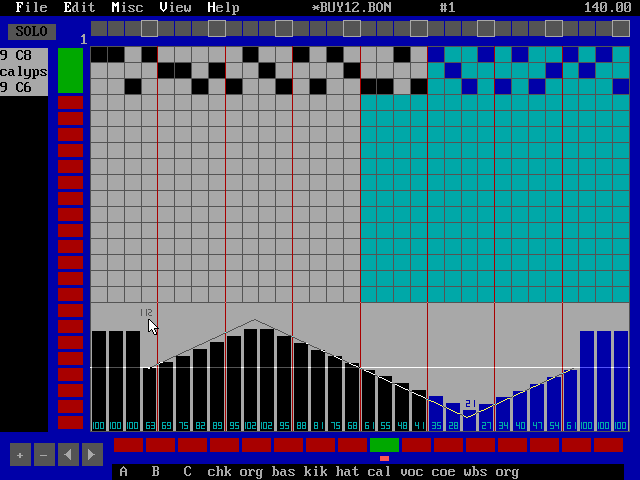 File Edit Misc View Help *BUY12.BON #1 140.00
SOLO
1
9 C8
calyps
9 C6
112
21
100 100 100 63 69 75 82 89 95 102 102 95 88 81 75 68 61 55 48 41 35 28 27 34 40 47 54 61 100 100 100
+ −
A B C chk org bas kik hat cal voc coe wbs org